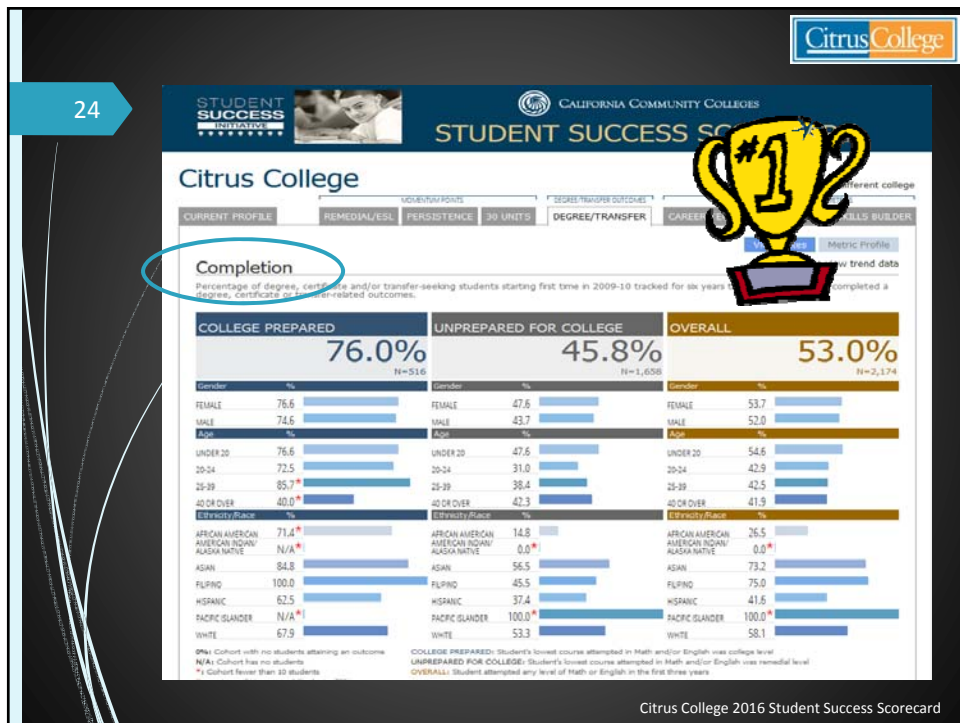 Citrus College
24
STUDENT
SUCCESS
INITIATIVE
CALIFORNIA COMMUNITY COLLEGES
STUDENT SUCCESS
#1
Citrus College
different college
MOMENTUM POINTS DEGREE/TRANSFER OUTCOMES
CURRENT PROFILE REMEDIAL/ESL PERSISTENCE 30 UNITS DEGREE/TRANSFER CAREER SKILLS BUILDER
Metric Profile
trend data
Completion
Percentage of degree, certificate and/or transfer-seeking students starting first time in 2009-10 tracked for six years completed a
degree, certificate or transfer-related outcomes.
COLLEGE PREPARED UNPREPARED FOR COLLEGE OVERALL
76.0% 45.8% 53.0%
N=516 N=1,658 N=2,174
Gender % Gender % Gender %
FEMALE 76.6 FEMALE 47.6 FEMALE 53.7
MALE 74.6 MALE 43.7 MALE 52.0
Age % Age % Age %
UNDER 20 76.6 UNDER 20 47.6 UNDER 20 54.6
20-24 72.5 20-24 31.0 20-24 42.9
25-39 85.7* 25-39 38.4 25-39 42.5
40 OR OVER 40.0* 40 OR OVER 42.3 40 OR OVER 41.9
Ethnicity/Race % Ethnicity/Race % Ethnicity/Race %
AFRICAN AMERICAN 71.4* AFRICAN AMERICAN 14.8 AFRICAN AMERICAN 26.5
AMERICAN INDIAN/ AMERICAN INDIAN/ AMERICAN INDIAN/
ALASKA NATIVE N/A* ALASKA NATIVE 0.0* ALASKA NATIVE 0.0*
ASIAN 84.8 ASIAN 56.5 ASIAN 73.2
FILIPINO 100.0 FILIPINO 45.5 FILIPINO 75.0
HISPANIC 62.5 HISPANIC 37.4 HISPANIC 41.6
PACIFIC ISLANDER N/A* PACIFIC ISLANDER 100.0* PACIFIC ISLANDER 100.0*
WHITE 67.9 WHITE 53.3 WHITE 58.1
0%: Cohort with no students attaining an outcome COLLEGE PREPARED: Student's lowest course attempted in Math and/or English was college level
N/A: Cohort has no students UNPREPARED FOR COLLEGE: Student's lowest course attempted in Math and/or English was remedial level
*: Cohort fewer than 10 students OVERALL: Student attempted any level of Math or English in the first three years
Citrus College 2016 Student Success Scorecard